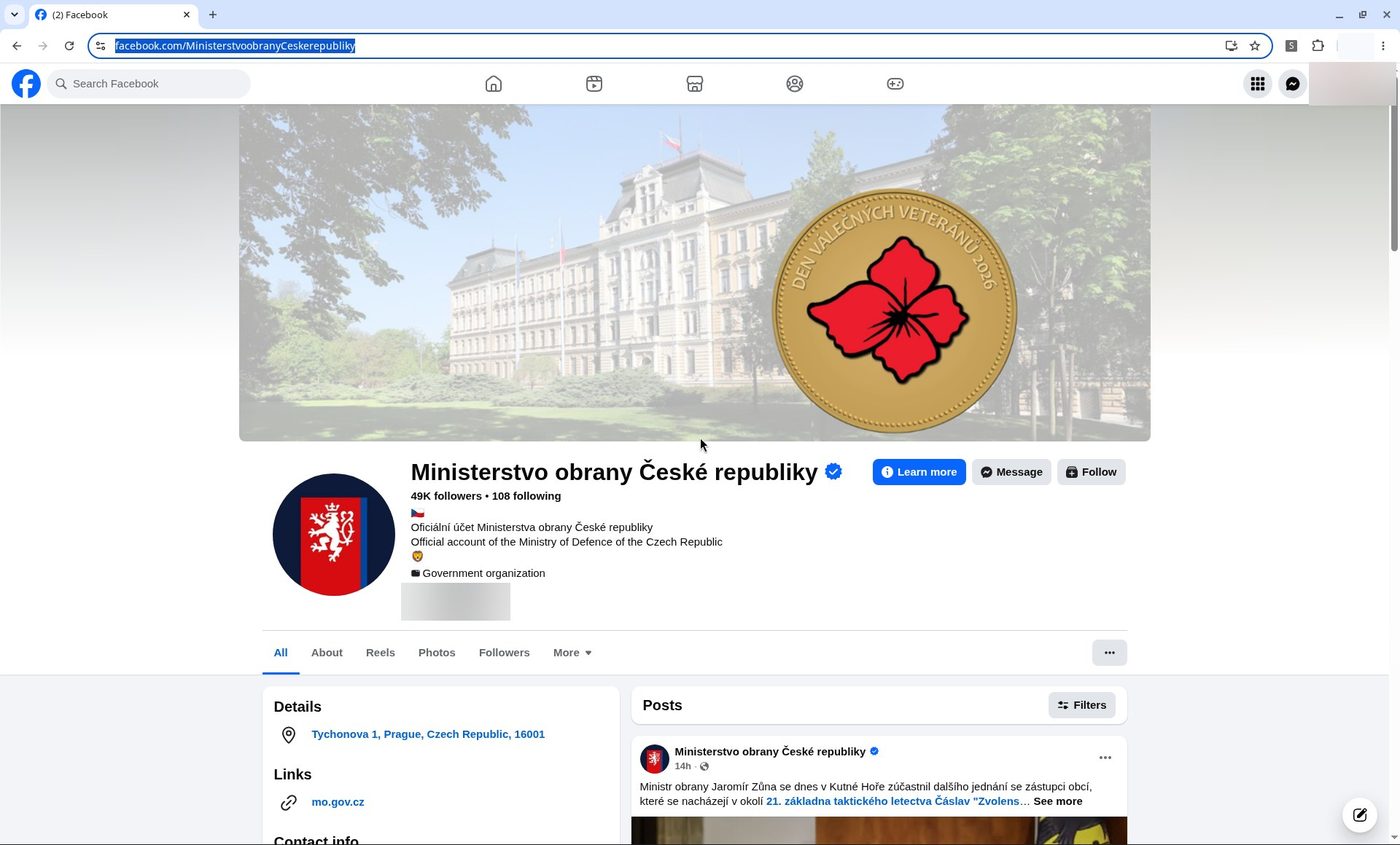 (2) Facebook
facebook.com/MinisterstvoobranyCeskerepubliky
S
Search Facebook
DEN VÁLEČNÝCH VETERÁNŮ 2026
Ministerstvo obrany České republiky
Learn more
Message
Follow
49K followers • 108 following
🇨🇿
Oficiální účet Ministerstva obrany České republiky
Official account of the Ministry of Defence of the Czech Republic
🦁
Government organization
All
About
Reels
Photos
Followers
More
Details
Tychonova 1, Prague, Czech Republic, 16001
Links
mo.gov.cz
Contact info
Posts
Filters
Ministerstvo obrany České republiky
14h ·
Ministr obrany Jaromír Zůna se dnes v Kutné Hoře zúčastnil dalšího jednání se zástupci obcí,
které se nacházejí v okolí 21. základna taktického letectva Čáslav "Zvolens… See more